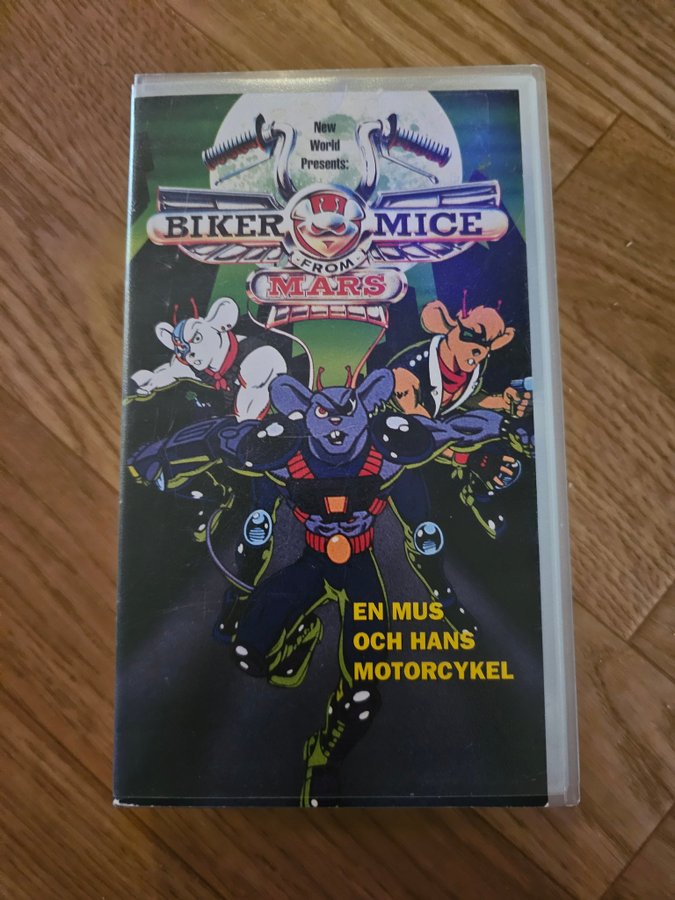 New
World
Presents:
BIKER MICE
FROM
MARS
EN MUS
OCH HANS
MOTORCYKEL